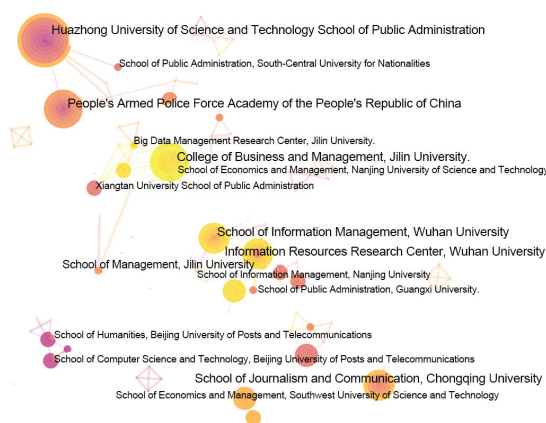 Huazhong University of Science and Technology School of Public Administration
School of Public Administration, South-Central University for Nationalities
People's Armed Police Force Academy of the People's Republic of China
Big Data Management Research Center, Jilin University.
College of Business and Management, Jilin University.
School of Economics and Management, Nanjing University of Science and Technology
Xiangtan University School of Public Administration
School of Information Management, Wuhan University
Information Resources Research Center, Wuhan University
School of Management, Jilin University
School of Information Management, Nanjing University
School of Public Administration, Guangxi University.
School of Humanities, Beijing University of Posts and Telecommunications
School of Computer Science and Technology, Beijing University of Posts and Telecommunications
School of Journalism and Communication, Chongqing University
School of Economics and Management, Southwest University of Science and Technology